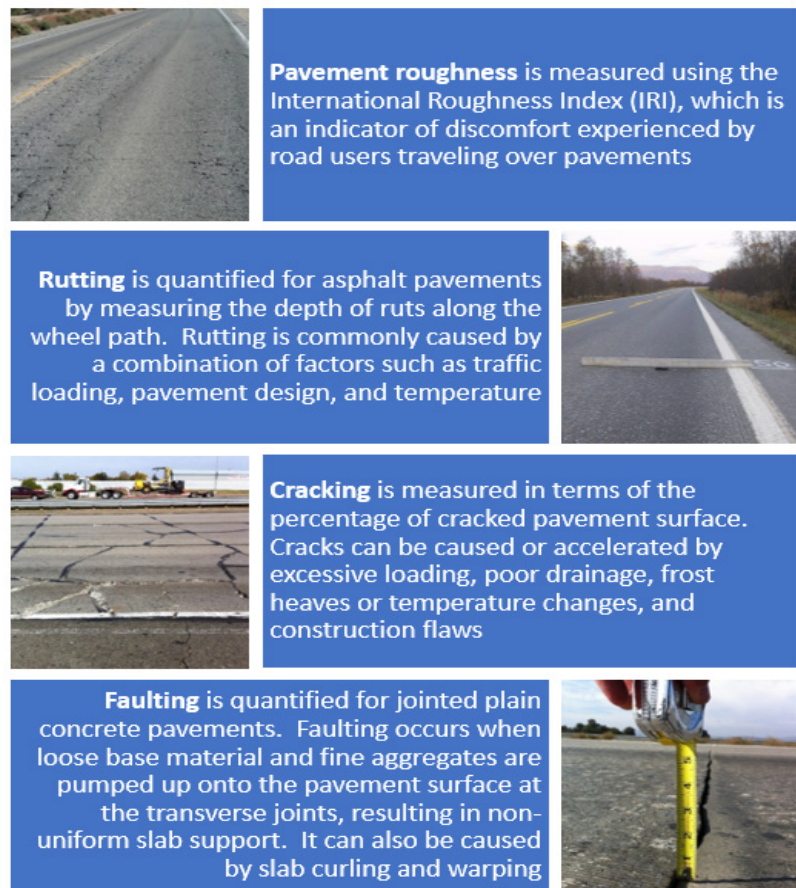 Pavement roughness is measured using the
International Roughness Index (IRI), which is
an indicator of discomfort experienced by
road users traveling over pavements
Rutting is quantified for asphalt pavements
by measuring the depth of ruts along the
wheel path.  Rutting is commonly caused by
a combination of factors such as traffic
loading, pavement design, and temperature
Cracking is measured in terms of the
percentage of cracked pavement surface.
Cracks can be caused or accelerated by
excessive loading, poor drainage, frost
heaves or temperature changes, and
construction flaws
Faulting is quantified for jointed plain
concrete pavements.  Faulting occurs when
loose base material and fine aggregates are
pumped up onto the pavement surface at
the transverse joints, resulting in non-
uniform slab support.  It can also be caused
by slab curling and warping
5
4
3
2
1